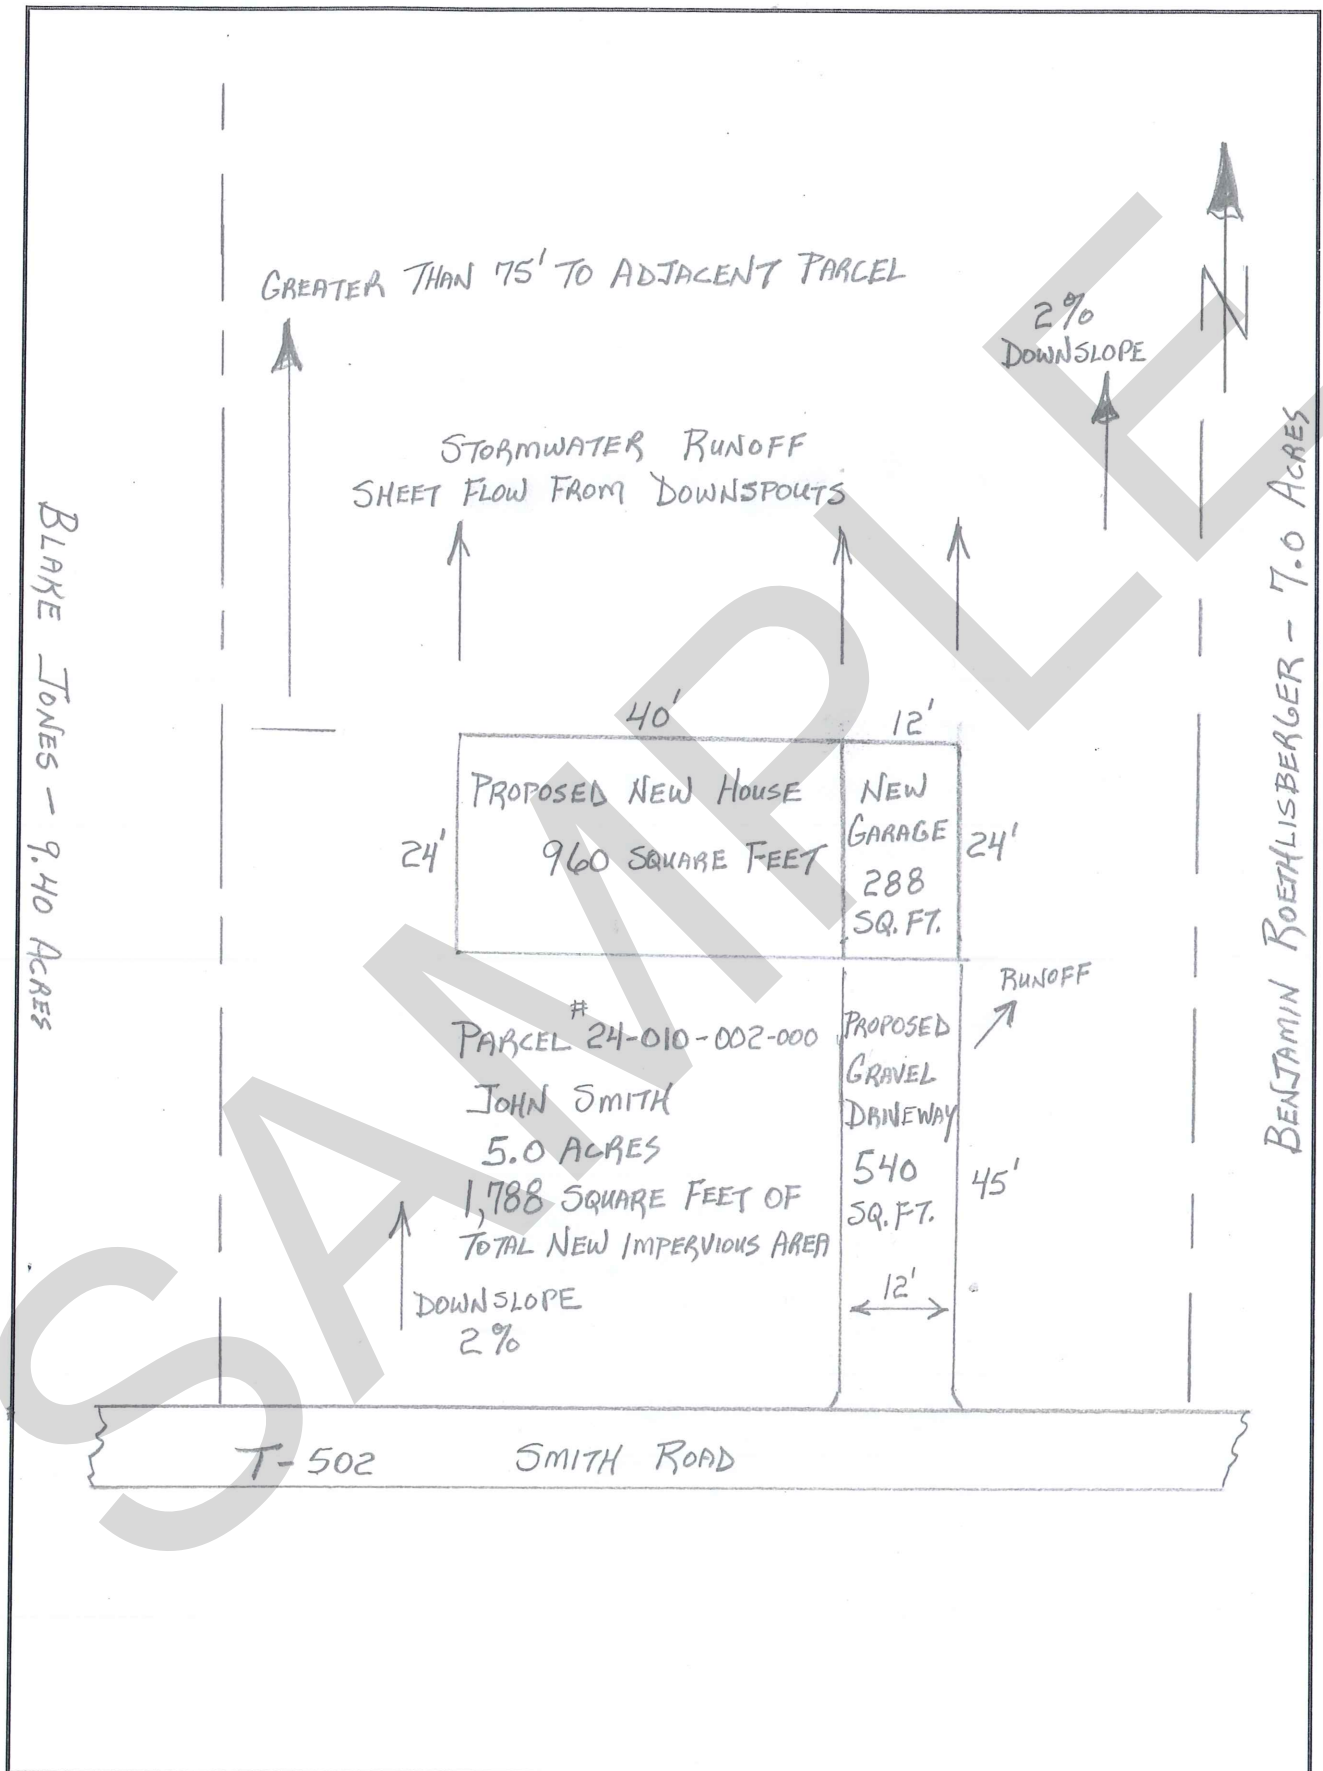 GREATER THAN 75' TO ADJACENT PARCEL
N
2%
DOWNSLOPE
STORMWATER RUNOFF
SHEET FLOW FROM DOWNSPOUTS
BLAKE JONES - 9.40 ACRES
BENJAMIN ROETHLISBERGER - 7.0 ACRES
40'
12'
24'
PROPOSED NEW HOUSE
960 SQUARE FEET
NEW
GARAGE
288
SQ. FT.
24'
RUNOFF
PARCEL # 24-010-002-000
JOHN SMITH
5.0 ACRES
1,788 SQUARE FEET OF
TOTAL NEW IMPERVIOUS AREA
PROPOSED
GRAVEL
DRIVEWAY
540
SQ. FT.
45'
12'
DOWNSLOPE
2%
T-502 SMITH ROAD
SAMPLE